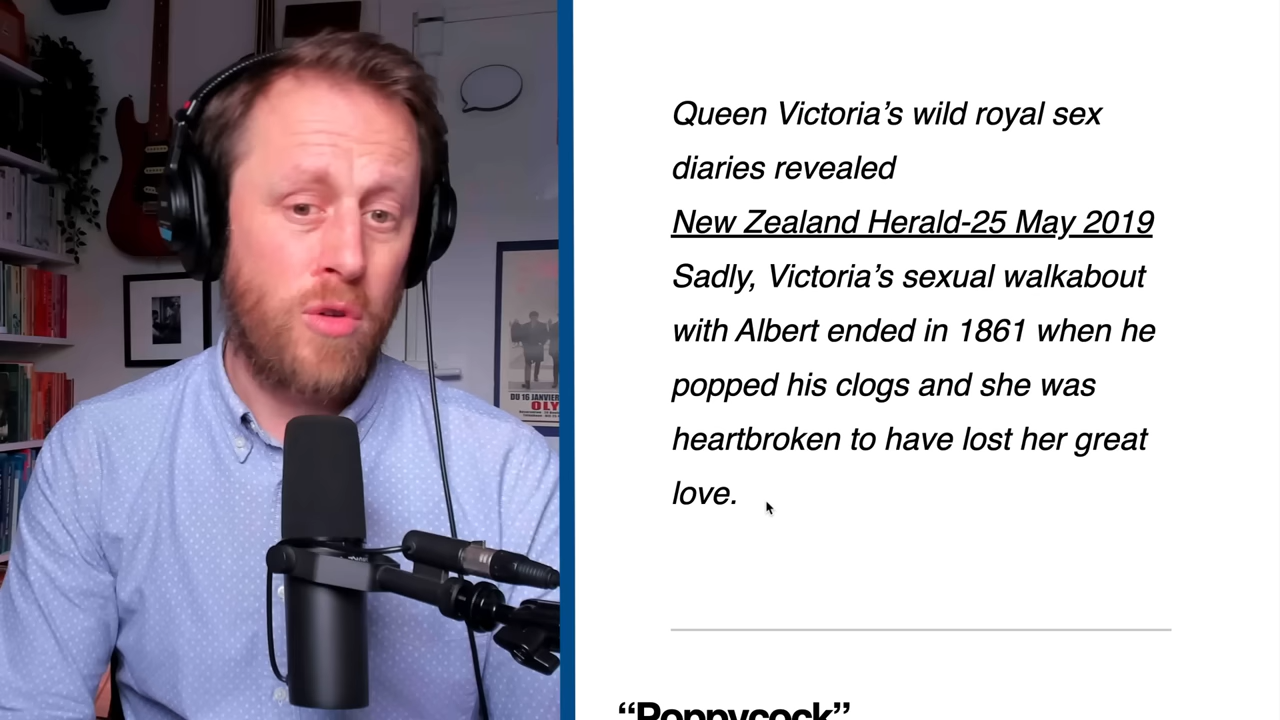 Queen Victoria’s wild royal sex
diaries revealed
New Zealand Herald-25 May 2019
Sadly, Victoria’s sexual walkabout
with Albert ended in 1861 when he
popped his clogs and she was
heartbroken to have lost her great
love.
“Poppycock”
DU 16 JANVIER
OLY